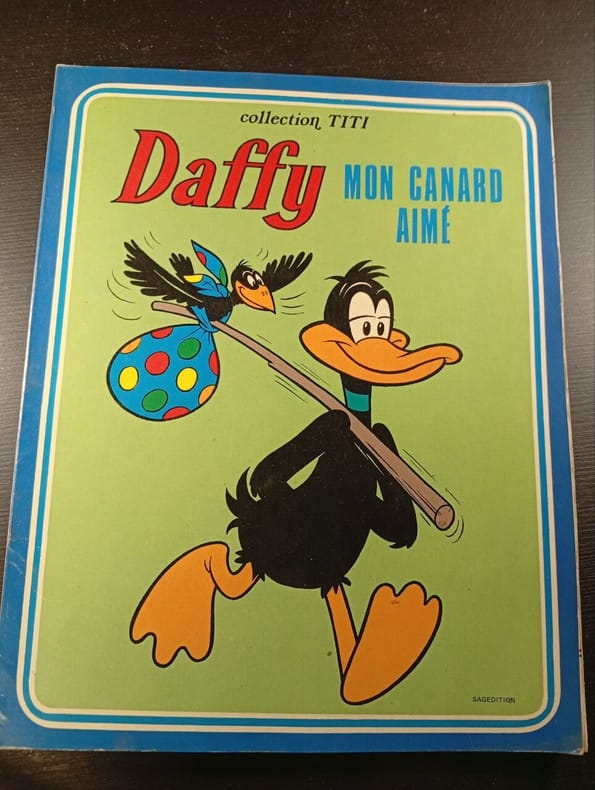 collection TITI
Daffy MON CANARD
AIMÉ
SAGEDITION